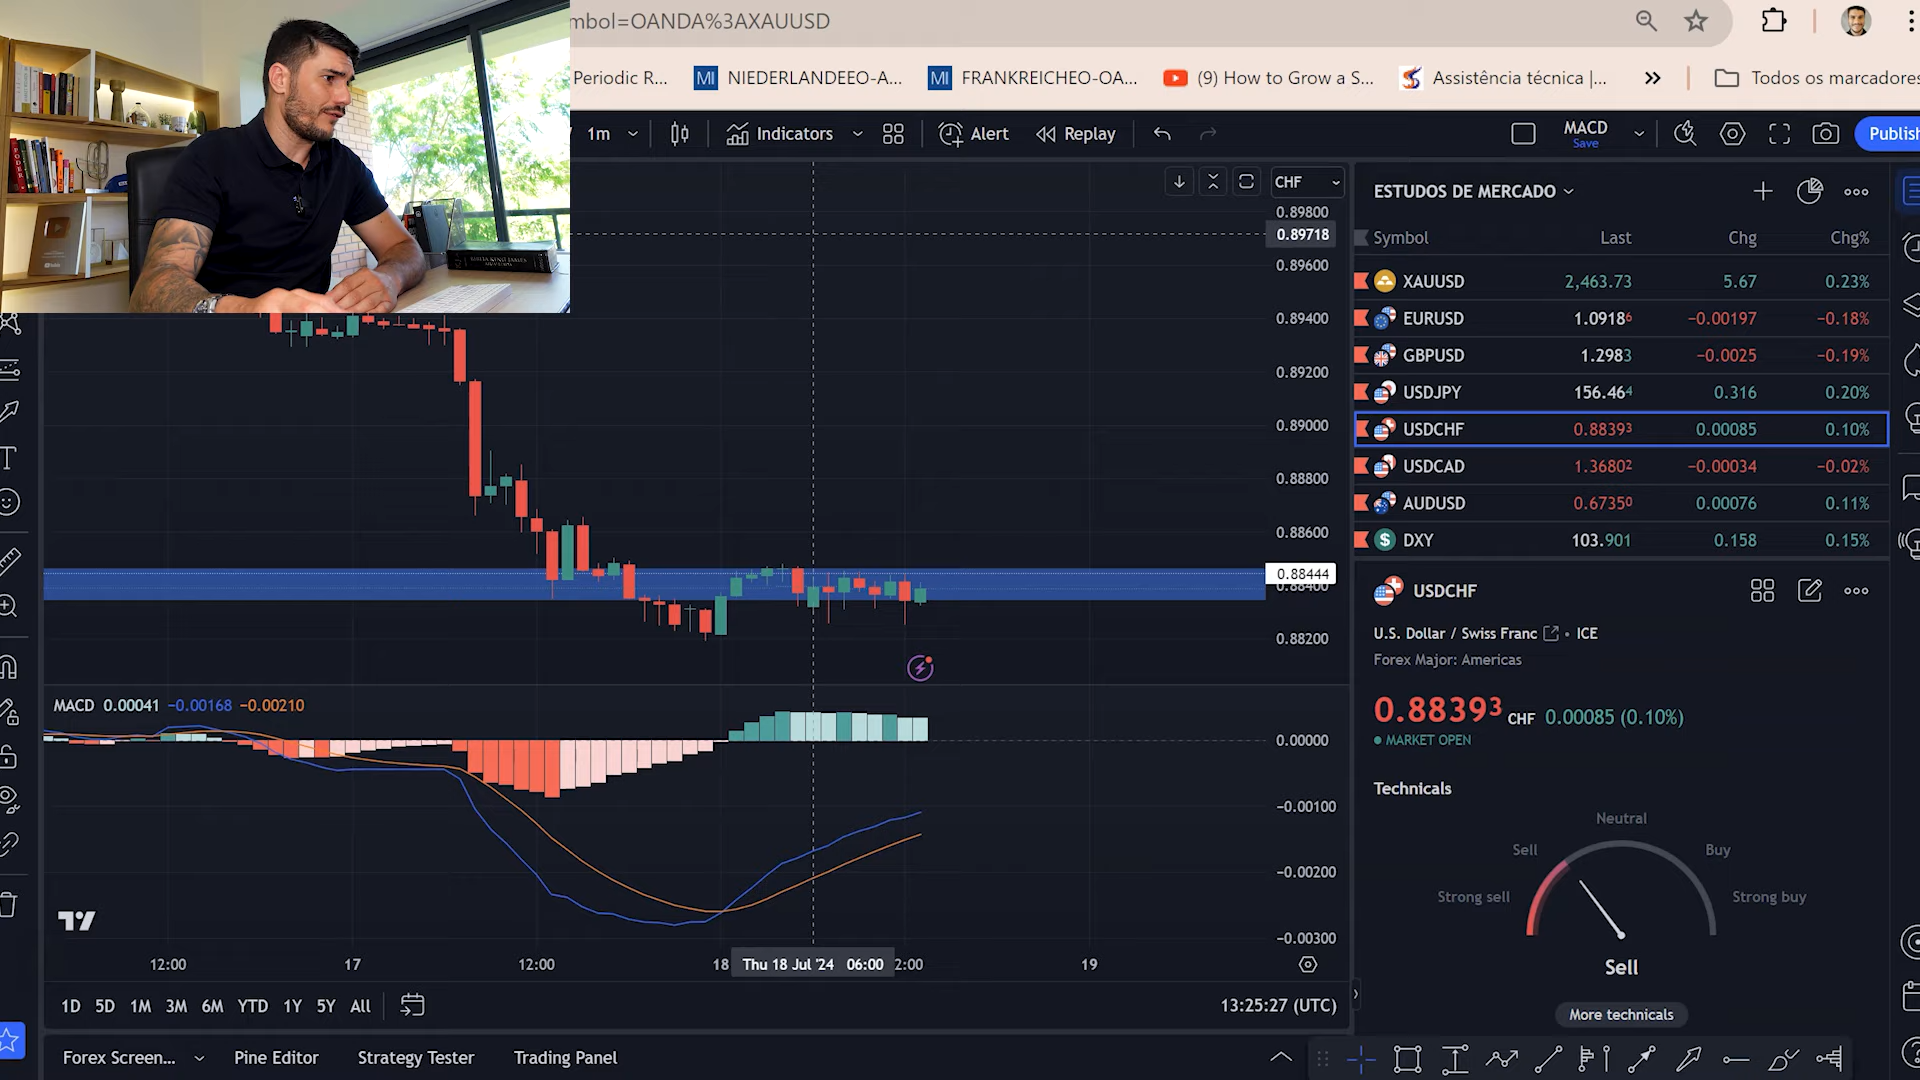 mbol=OANDA%3AXAUUSD
Periodic R...
NIEDERLANDEEO-A...
FRANKREICHEO-OA...
(9) How to Grow a S...
Assistência técnica |...
Todos os marcadores
1m
Indicators
Alert
Replay
MACD
Save
Publish
CHF
0.89800
0.89718
0.89600
0.89400
0.89200
0.89000
0.88800
0.88600
0.88444
0.88400
0.88200
MACD 0.00041 −0.00168 −0.00210
0.00000
−0.00100
−0.00200
−0.00300
12:00
17
12:00
18
Thu 18 Jul '24 06:00
2:00
19
1D 5D 1M 3M 6M YTD 1Y 5Y All
13:25:27 (UTC)
Forex Screen...
Pine Editor
Strategy Tester
Trading Panel
ESTUDOS DE MERCADO
Symbol Last Chg Chg%
XAUUSD 2,463.73 5.67 0.23%
EURUSD 1.09186 −0.00197 −0.18%
GBPUSD 1.2983 −0.0025 −0.19%
USDJPY 156.464 0.316 0.20%
USDCHF 0.88393 0.00085 0.10%
USDCAD 1.36802 −0.00034 −0.02%
AUDUSD 0.67350 0.00076 0.11%
DXY 103.901 0.158 0.15%
USDCHF
U.S. Dollar / Swiss Franc • ICE
Forex Major: Americas
0.88393 CHF 0.00085 (0.10%)
MARKET OPEN
Technicals
Neutral
Sell
Buy
Strong sell
Strong buy
Sell
More technicals